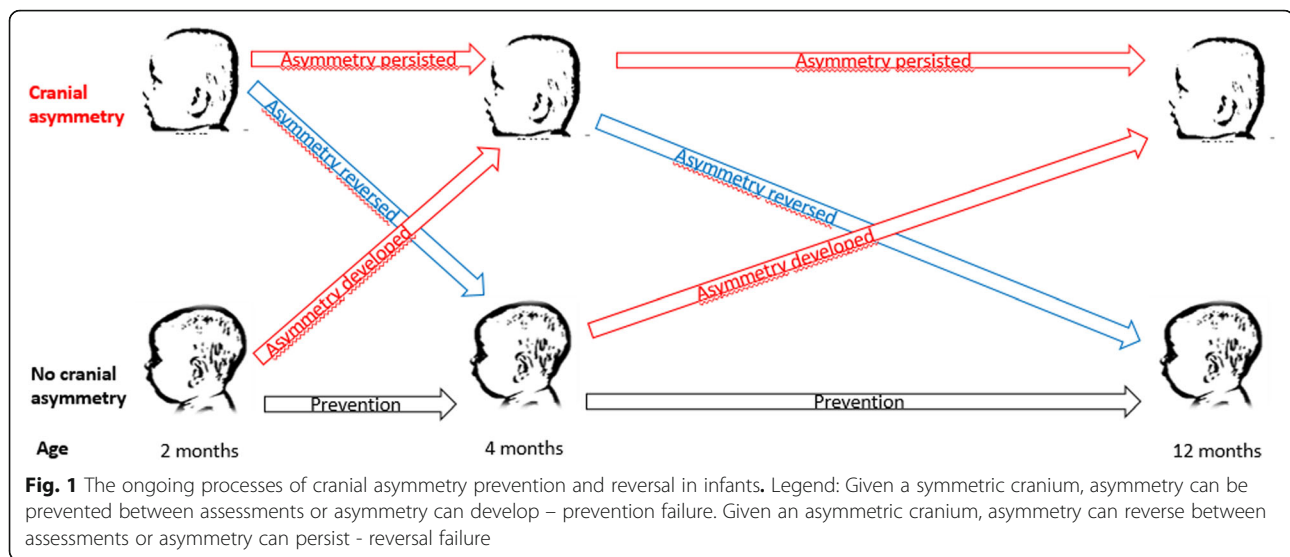 Asymmetry persisted
Asymmetry persisted
Cranial
asymmetry
Asymmetry reversed
Asymmetry reversed
Asymmetry developed
Asymmetry developed
No cranial
asymmetry
Prevention
Prevention
Age
2 months
4 months
12 months
Fig. 1 The ongoing processes of cranial asymmetry prevention and reversal in infants. Legend: Given a symmetric cranium, asymmetry can be
prevented between assessments or asymmetry can develop – prevention failure. Given an asymmetric cranium, asymmetry can reverse between
assessments or asymmetry can persist - reversal failure